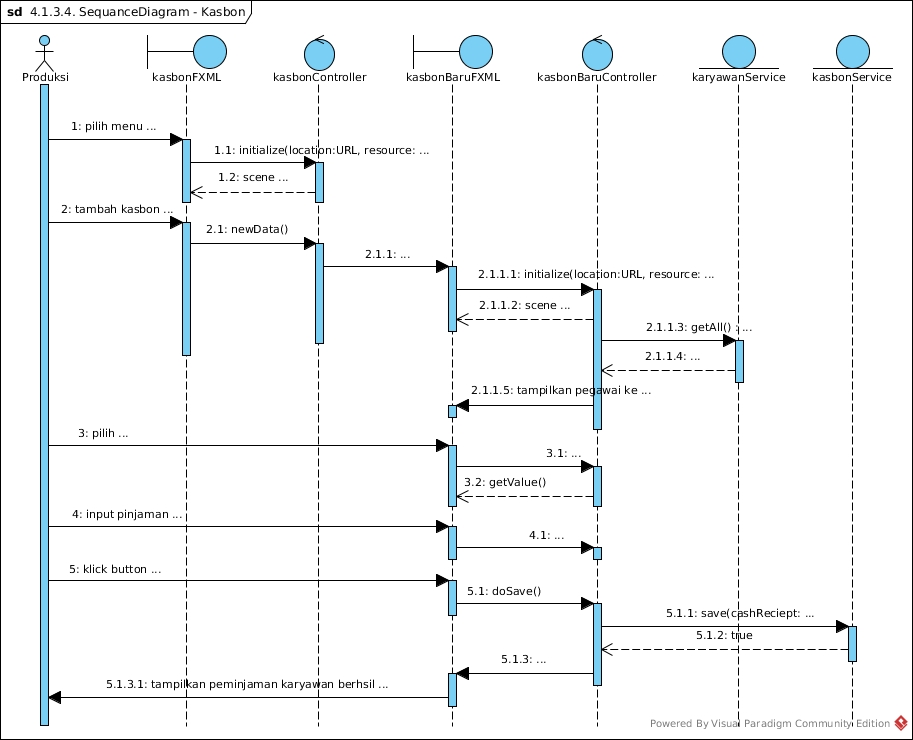 sd 4.1.3.4. SequanceDiagram - Kasbon
Produksi
kasbonFXML
kasbonController
kasbonBaruFXML
kasbonBaruController
karyawanService
kasbonService
1: pilih menu ...
1.1: initialize(location:URL, resource: ...
1.2: scene ...
2: tambah kasbon ...
2.1: newData()
2.1.1: ...
2.1.1.1: initialize(location:URL, resource: ...
2.1.1.2: scene ...
2.1.1.3: getAll() : ...
2.1.1.4: ...
2.1.1.5: tampilkan pegawai ke ...
3: pilih ...
3.1: ...
3.2: getValue()
4: input pinjaman ...
4.1: ...
5: klick button ...
5.1: doSave()
5.1.1: save(cashReciept: ...
5.1.2: true
5.1.3: ...
5.1.3.1: tampilkan peminjaman karyawan berhsil ...
Powered By Visual Paradigm Community Edition